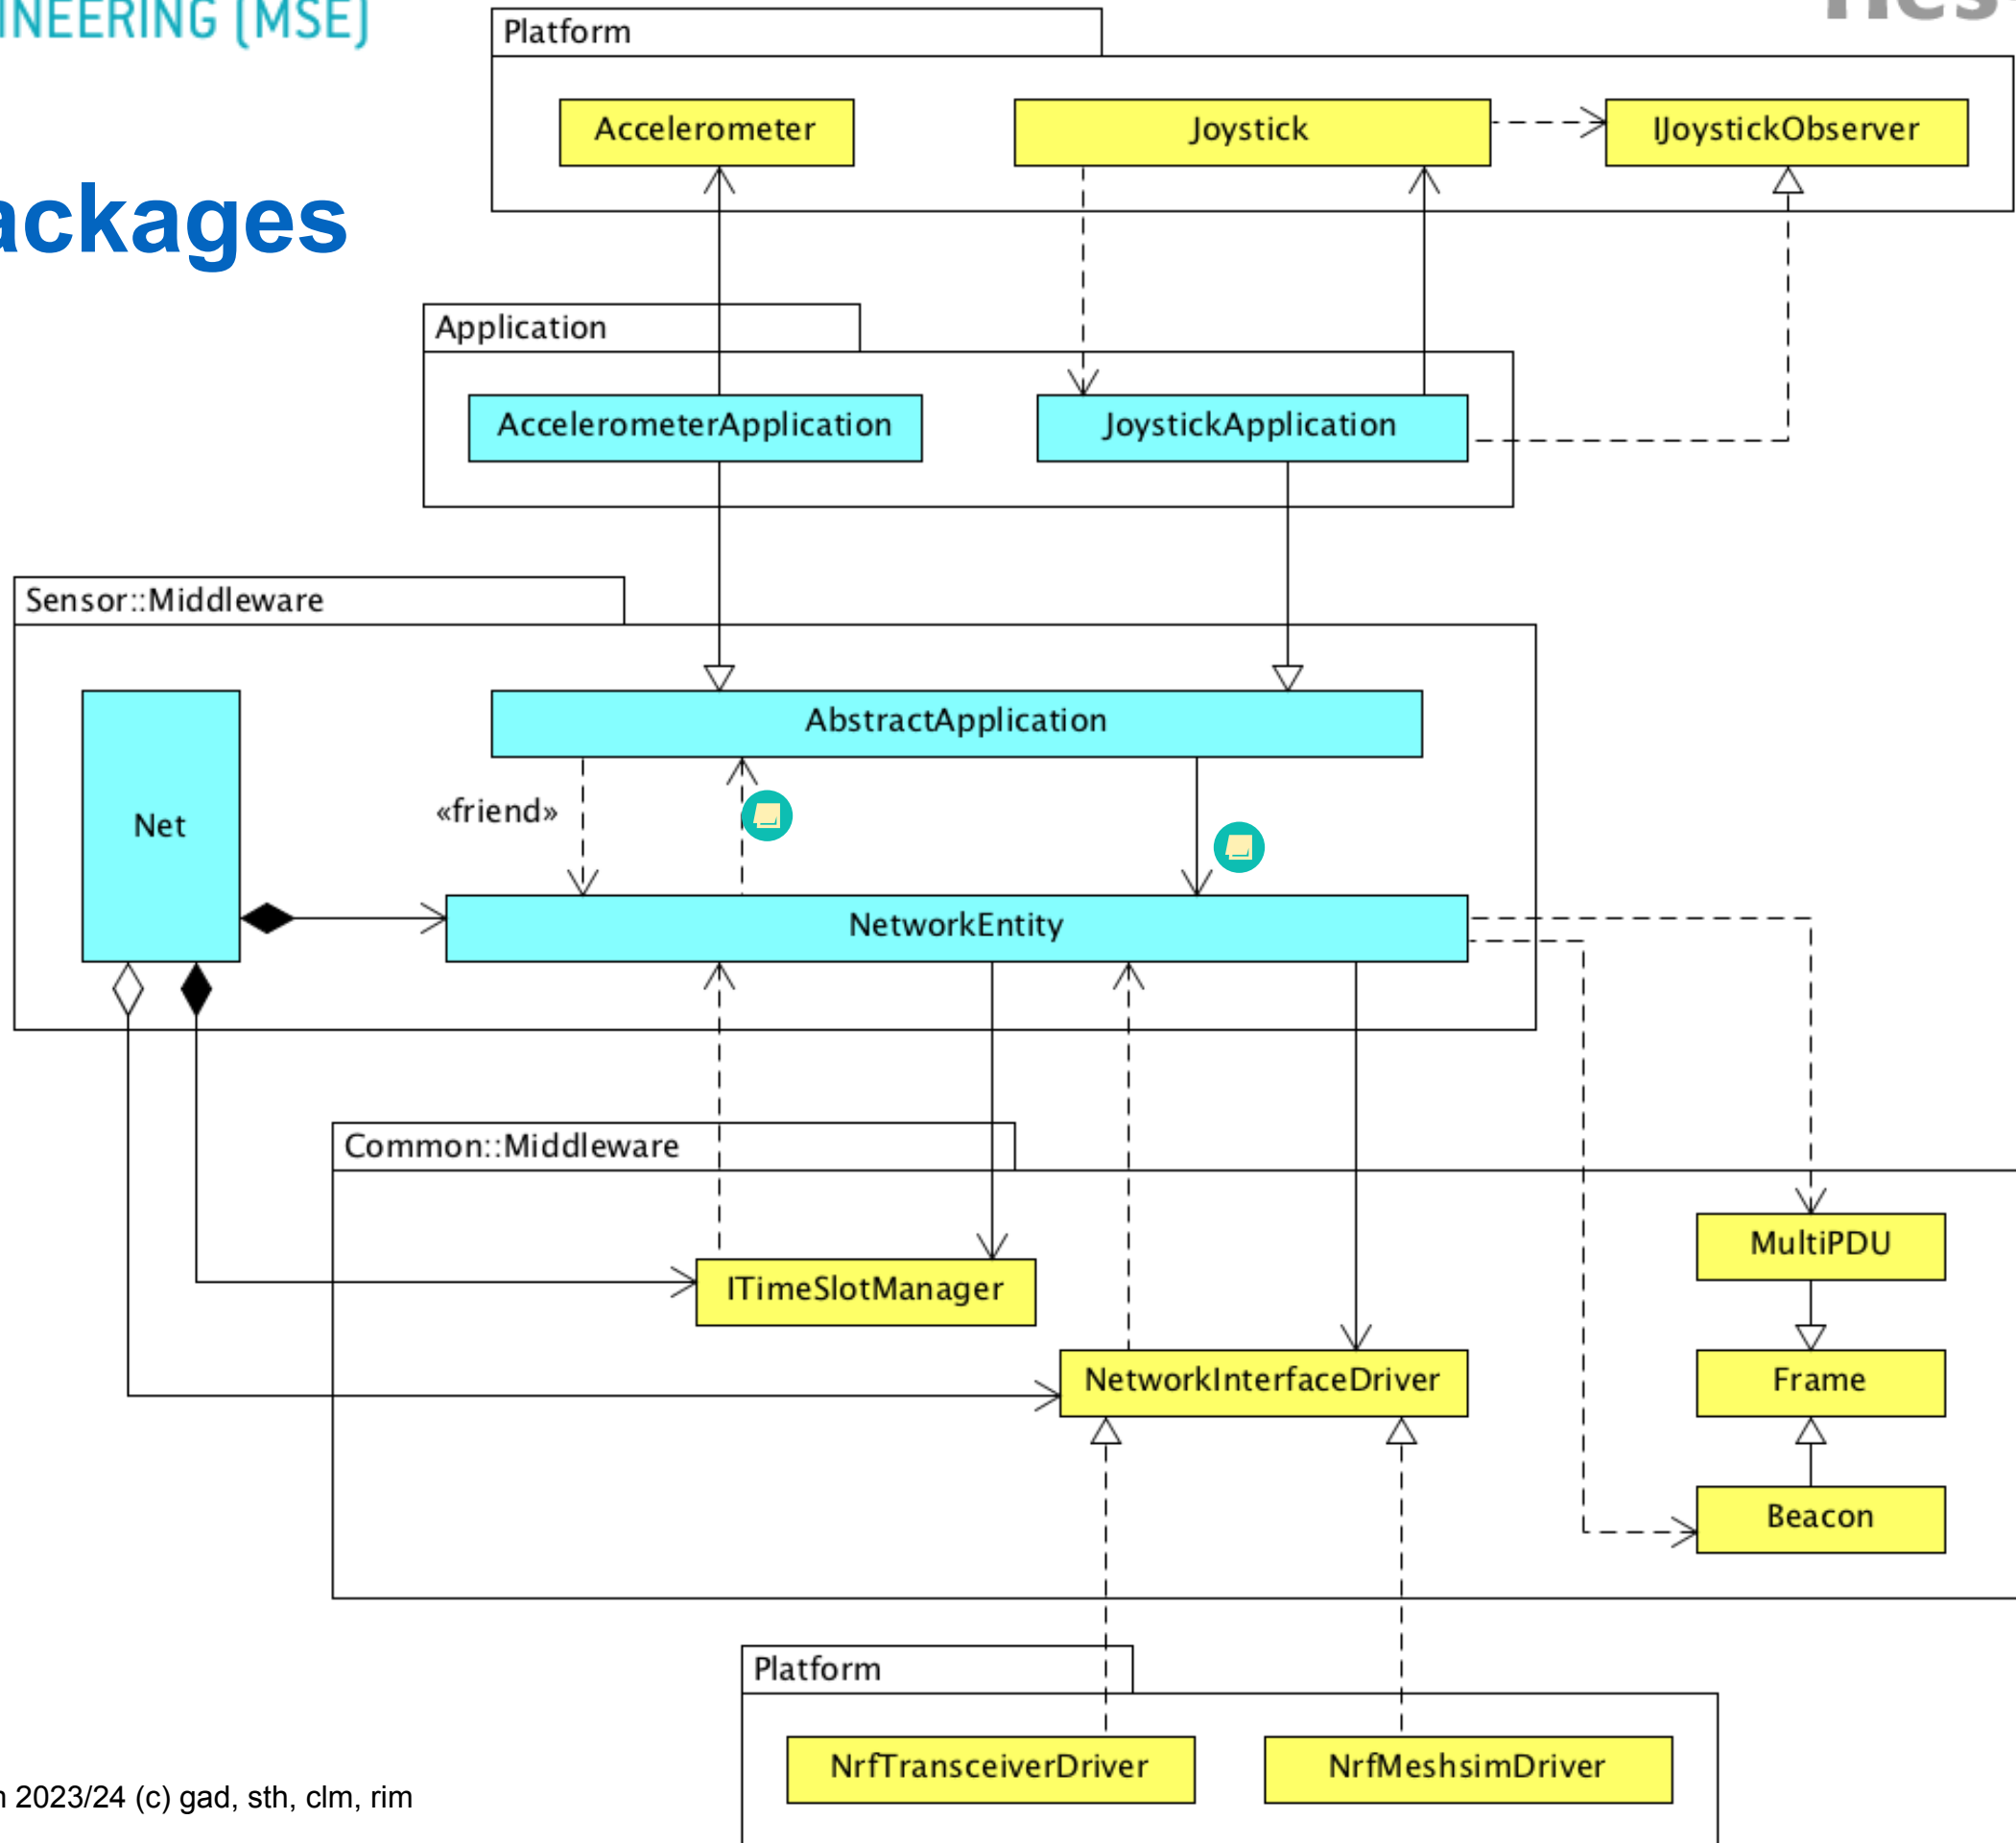 INEERING (MSE)
Platform
Accelerometer
Joystick
IJoystickObserver
ackages
Application
AccelerometerApplication
JoystickApplication
Sensor::Middleware
AbstractApplication
«friend»
Net
NetworkEntity
Common::Middleware
MultiPDU
ITimeSlotManager
NetworkInterfaceDriver
Frame
Beacon
Platform
NrfTransceiverDriver
NrfMeshsimDriver
2023/24 (c) gad, sth, clm, rim